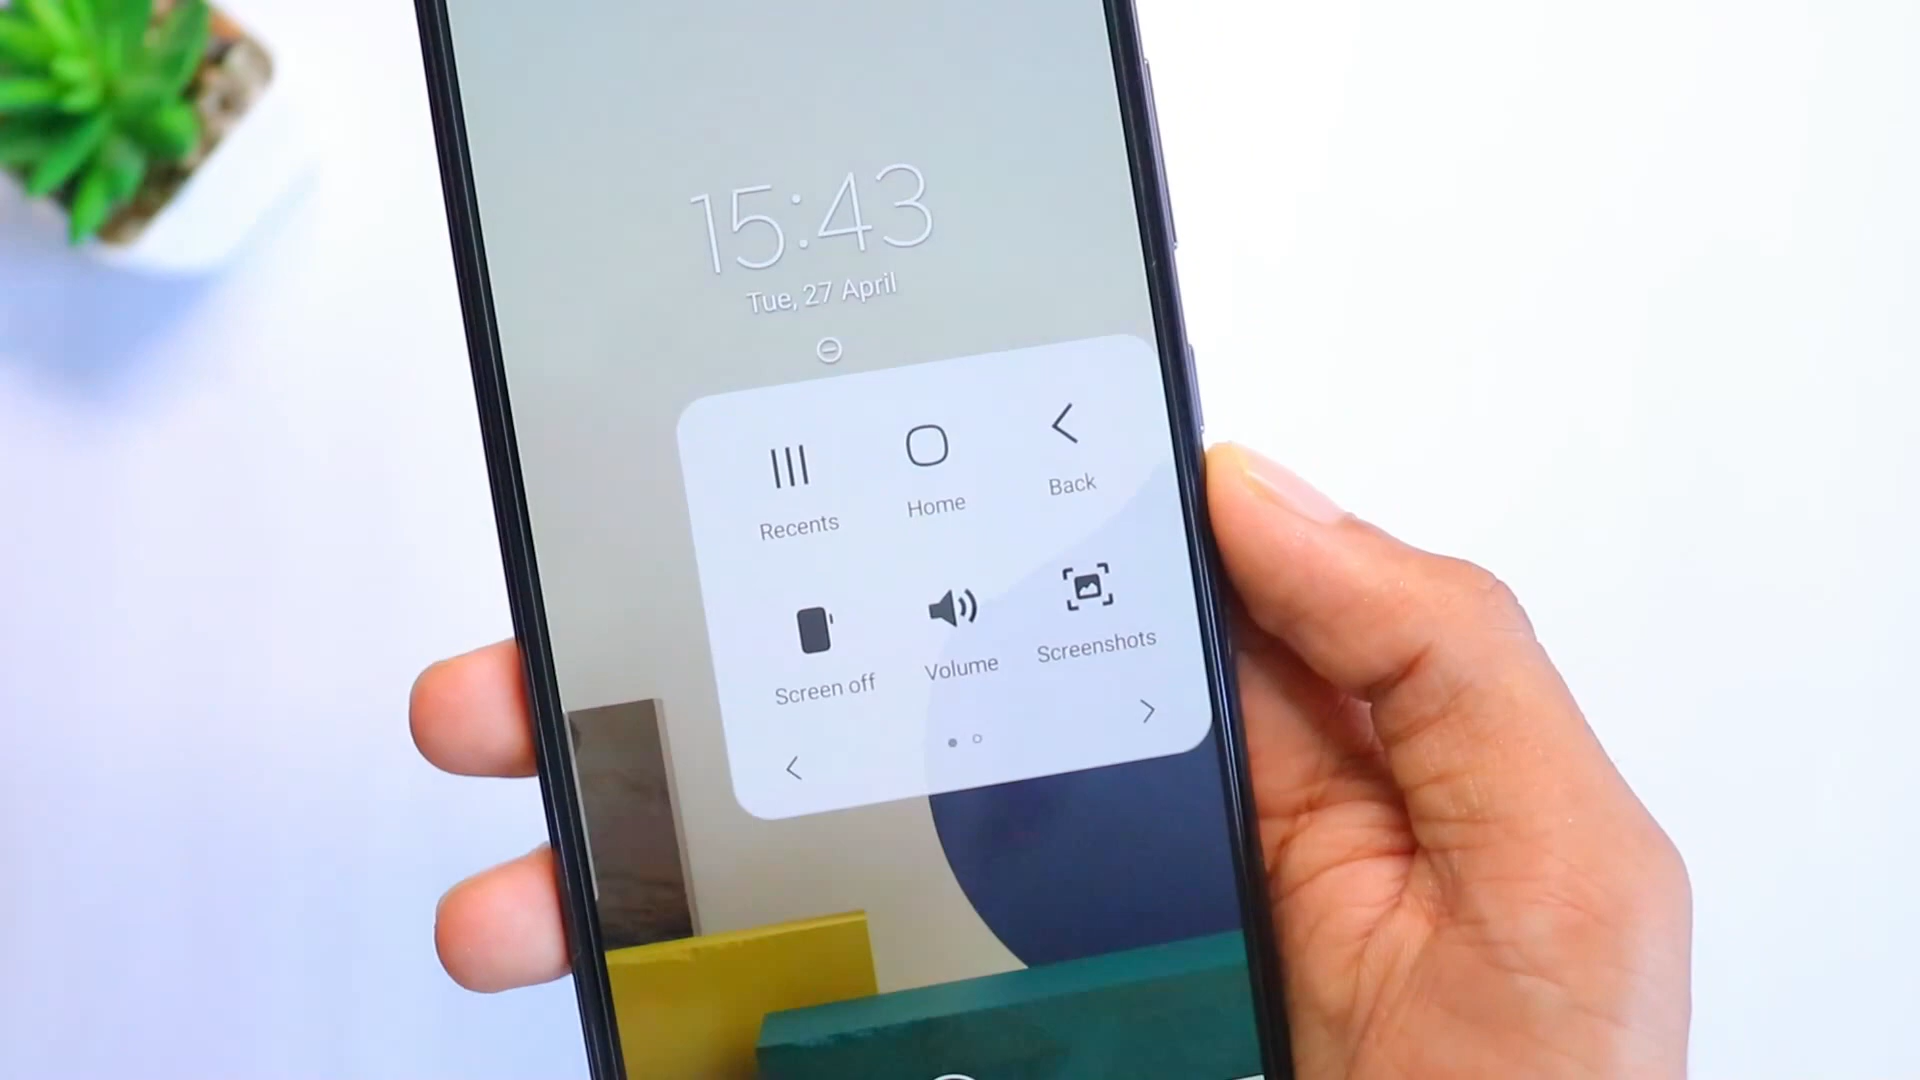 15:43
Tue, 27 April
Recents
Home
Back
Screen off
Volume
Screenshots